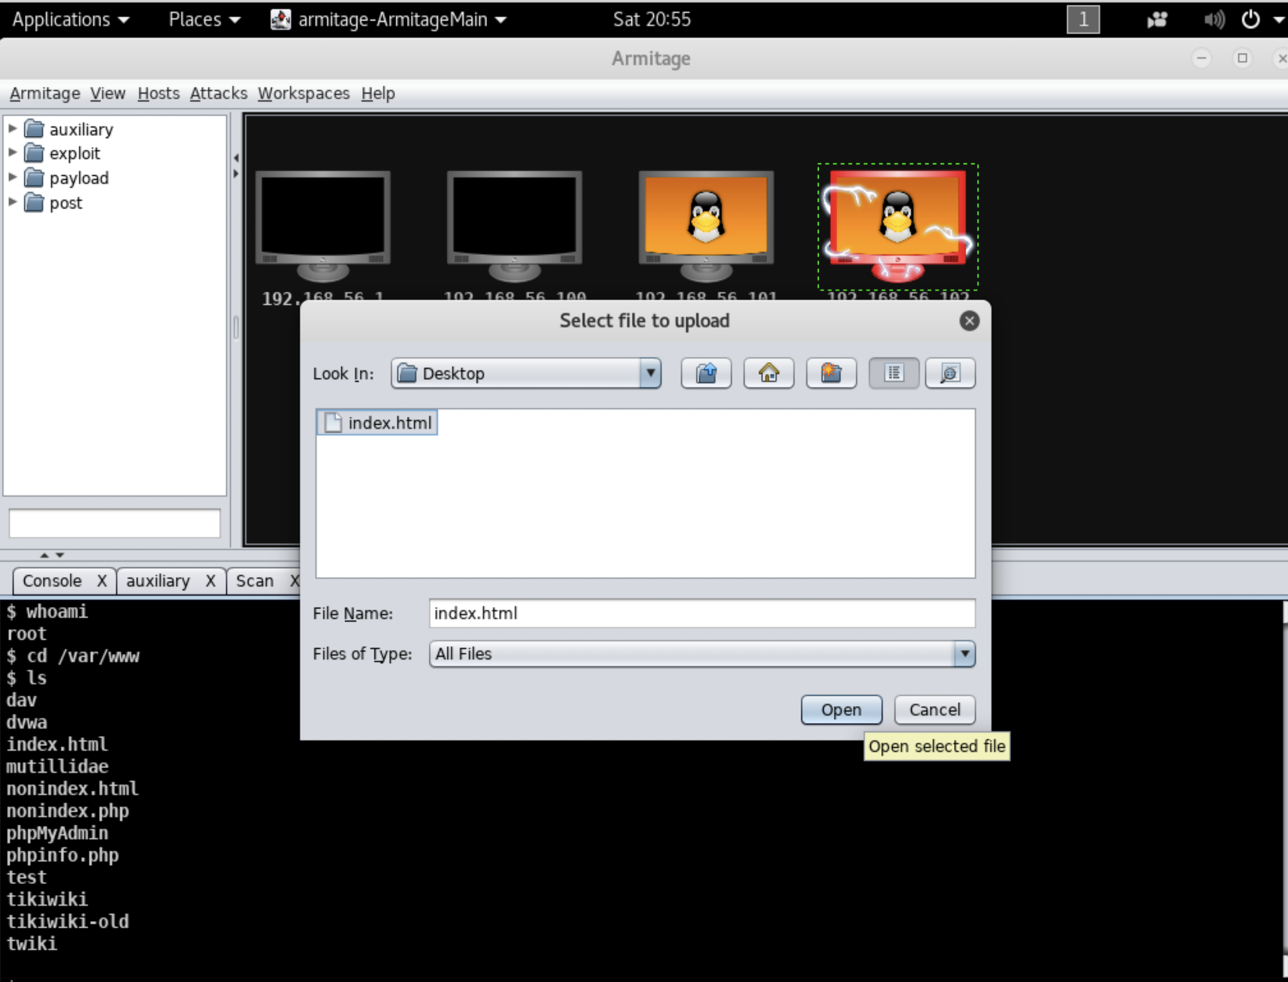 Applications Places armitage-ArmitageMain Sat 20:55 1
Armitage
Armitage View Hosts Attacks Workspaces Help
auxiliary
exploit
payload
post
192.168.56.1 192.168.56.100 192.168.56.101 192.168.56.102
Select file to upload
Look In: Desktop
index.html
File Name: index.html
Files of Type: All Files
Open Cancel
Open selected file
Console X auxiliary X Scan X
$ whoami
root
$ cd /var/www
$ ls
dav
dvwa
index.html
mutillidae
nonindex.html
nonindex.php
phpMyAdmin
phpinfo.php
test
tikiwiki
tikiwiki-old
twiki